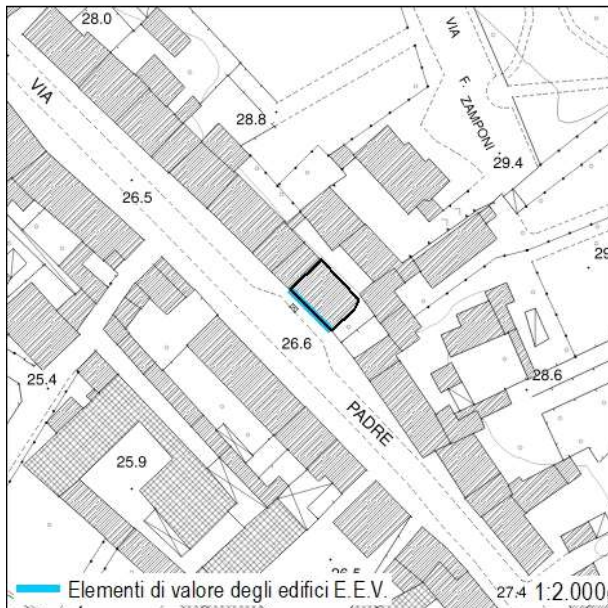 28.0
VIA
VIA
28.8
F. ZAMPONI
29.4
26.5
26.6
28.6
25.4
PADRE
25.9
Elementi di valore degli edifici E.E.V.
27.4
1:2.000